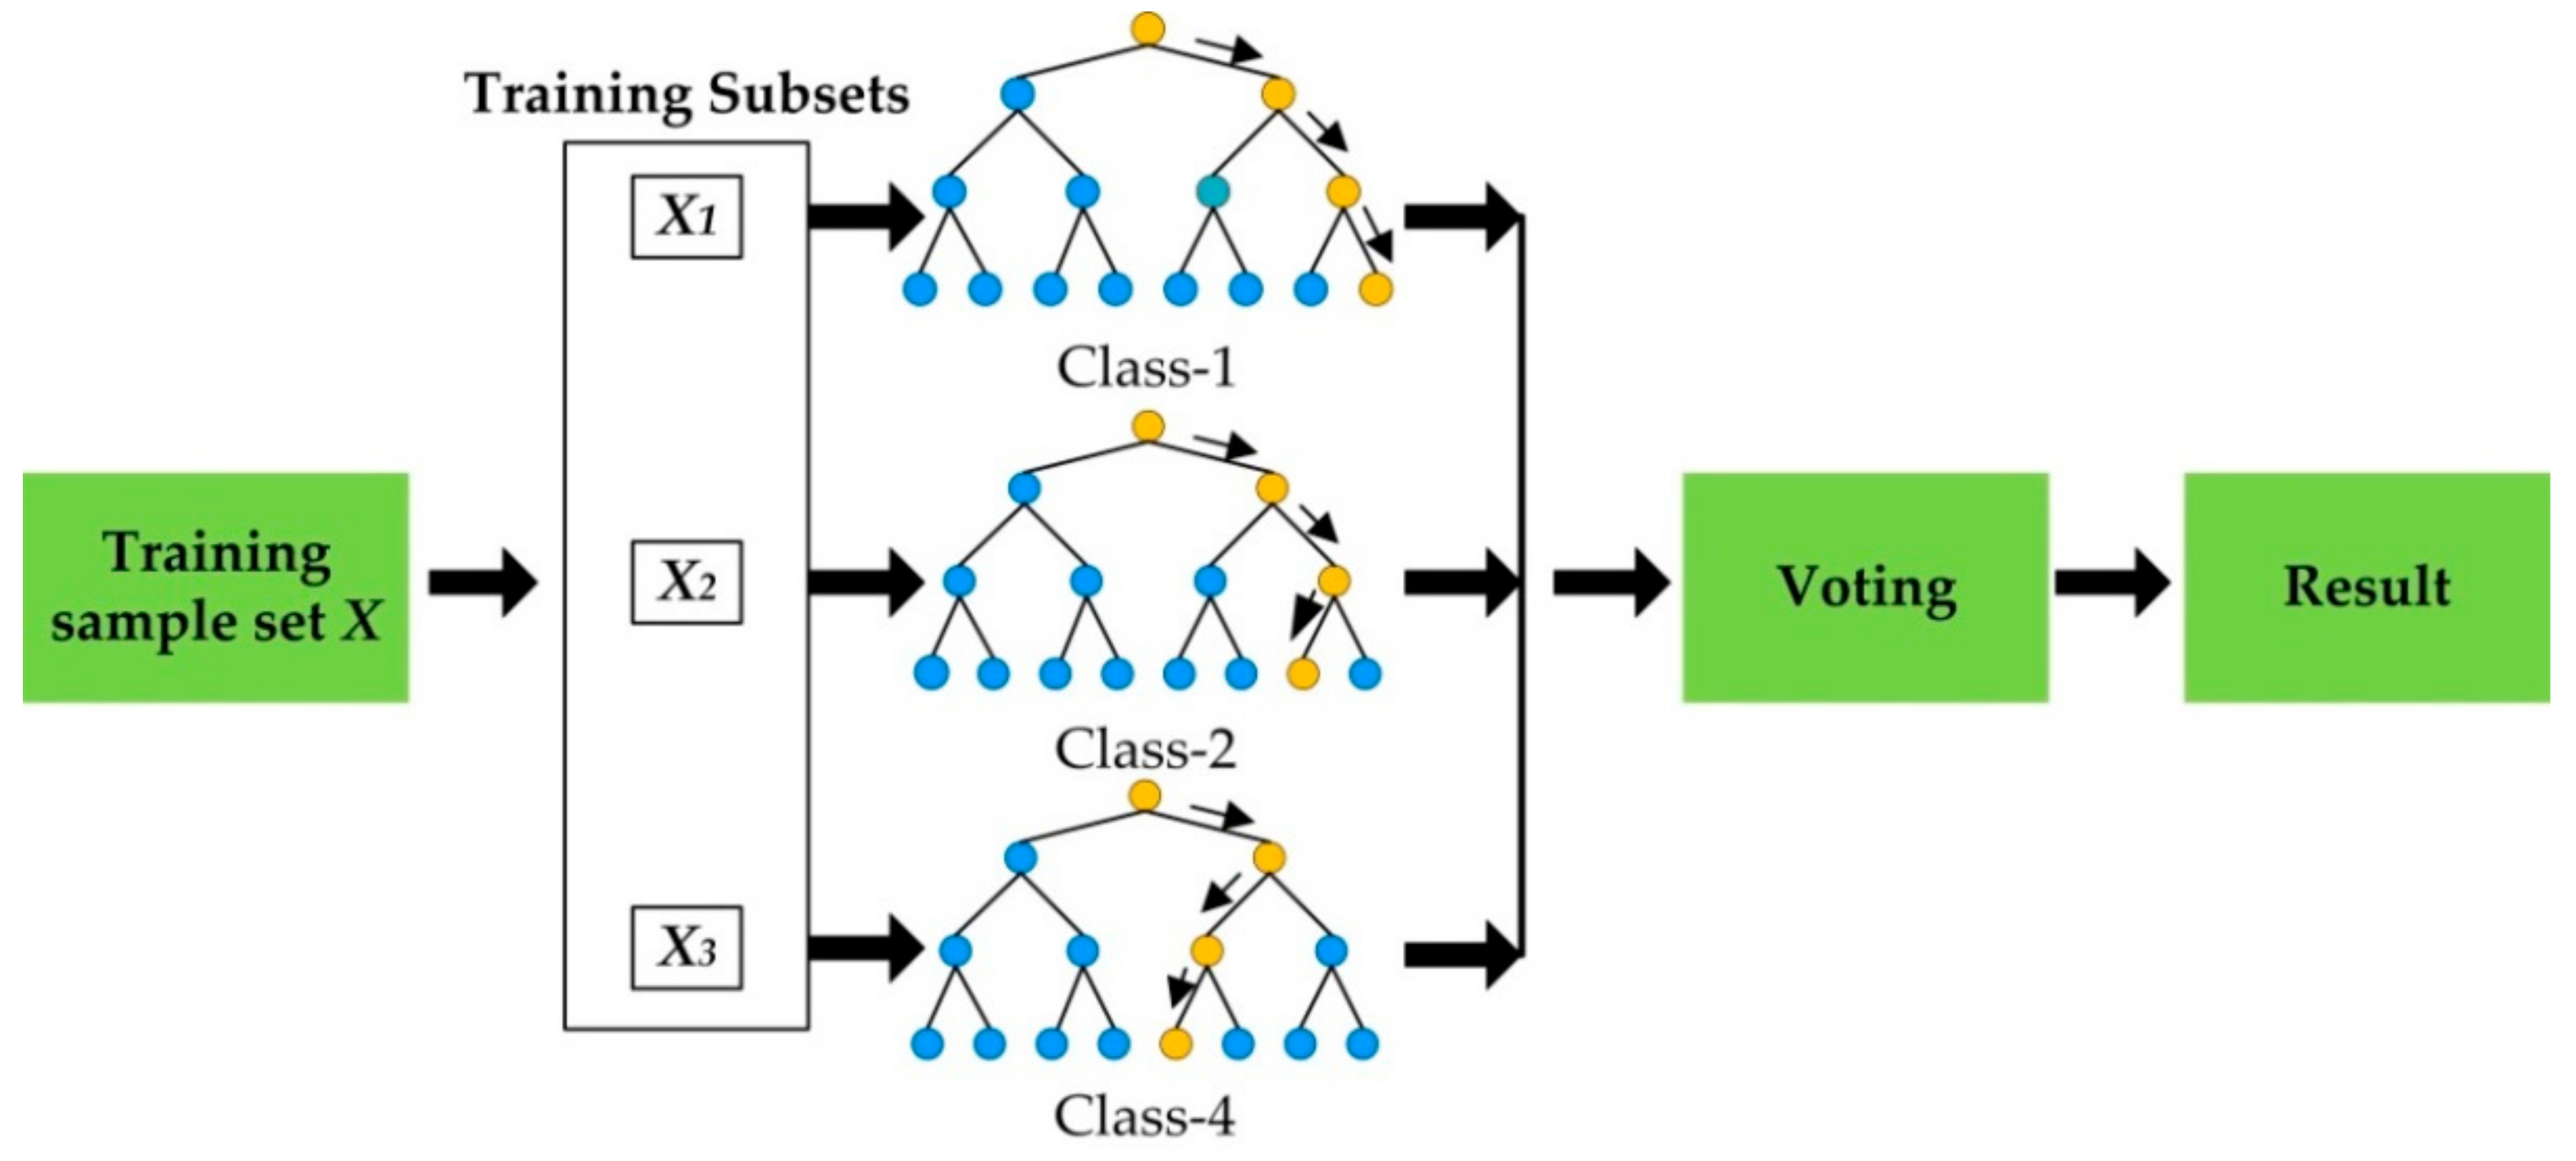 Training Subsets
X1
Class-1
Training
sample set X
X2
Class-2
Voting
Result
X3
Class-4